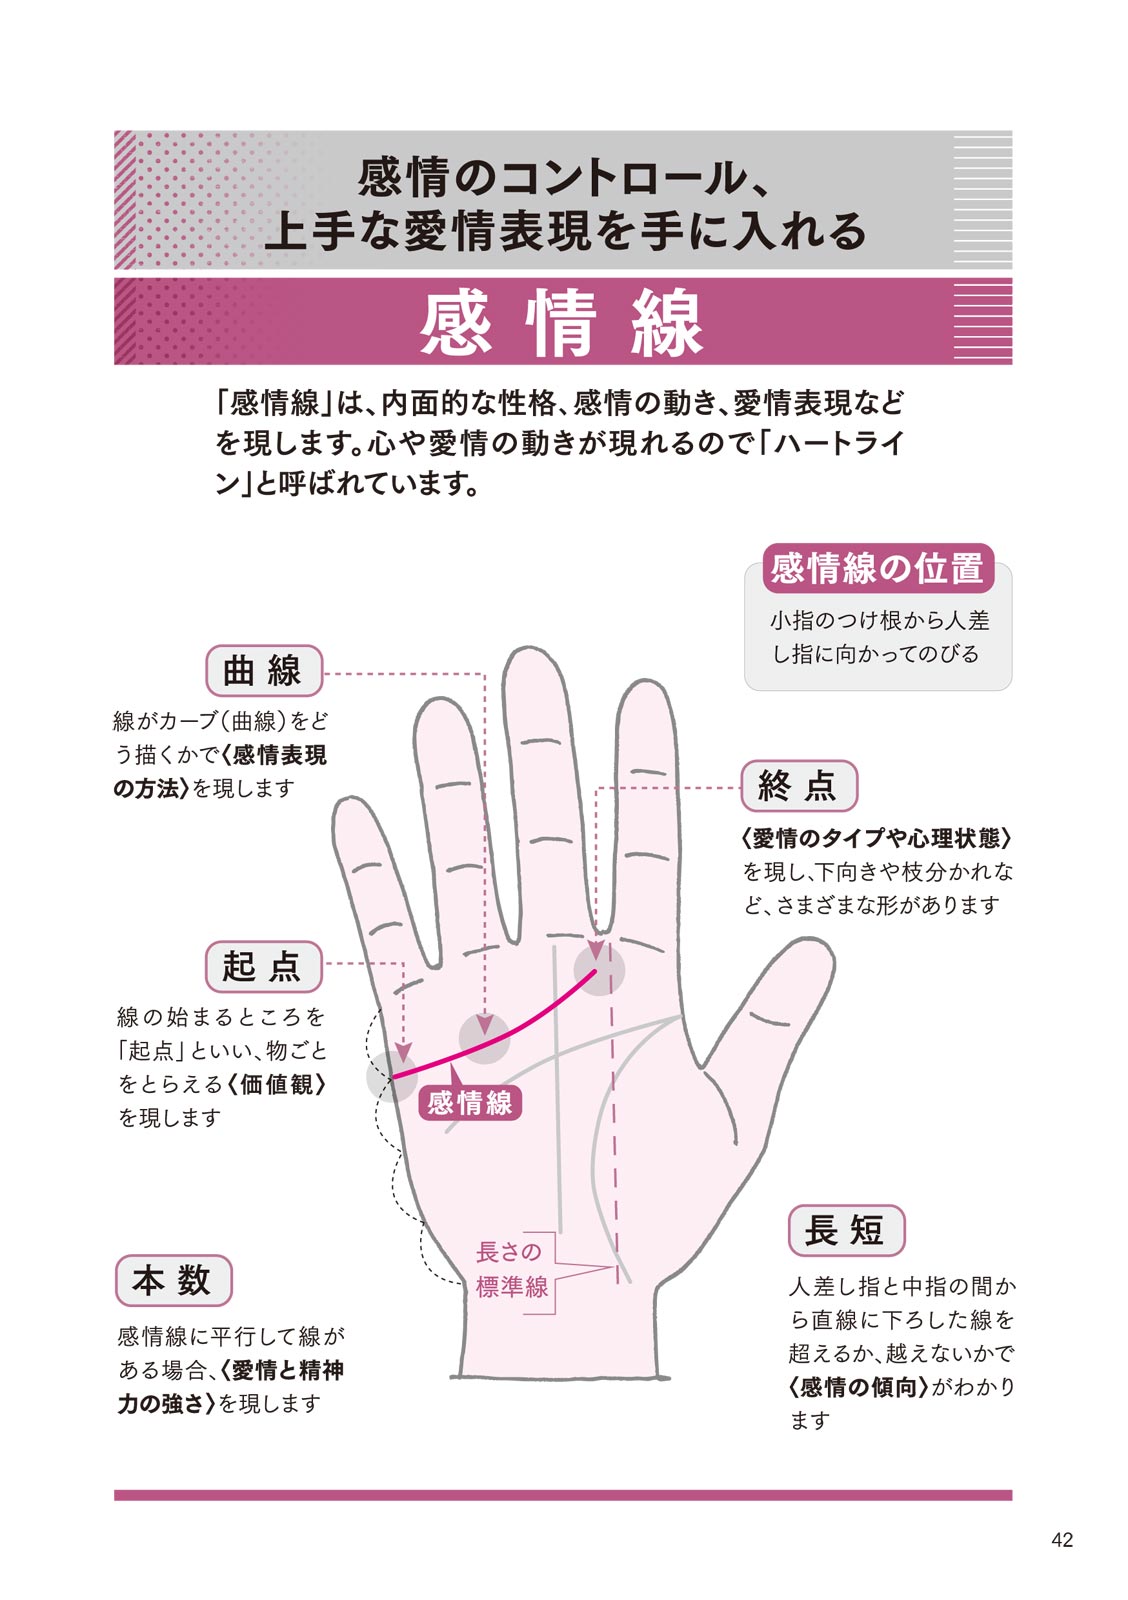 感情のコントロール、
上手な愛情表現を手に入れる
感情線
「感情線」は、内面的な性格、感情の動き、愛情表現など
を現します。心や愛情の動きが現れるので「ハートライ
ン」と呼ばれています。
感情線の位置
小指のつけ根から人差
し指に向かってのびる
曲線
線がカーブ(曲線)をど
う描くかで〈感情表現
の方法〉を現します
終点
〈愛情のタイプや心理状態〉
を現し、下向きや枝分かれな
ど、さまざまな形があります
起点
線の始まるところを
「起点」といい、物ごと
をとらえる〈価値観〉
を現します
感情線
長さの
標準線
本数
感情線に平行して線が
ある場合、〈愛情と精神
力の強さ〉を現します
長短
人差し指と中指の間か
ら直線に下ろした線を
超えるか、越えないかで
〈感情の傾向〉がわかり
ます
42